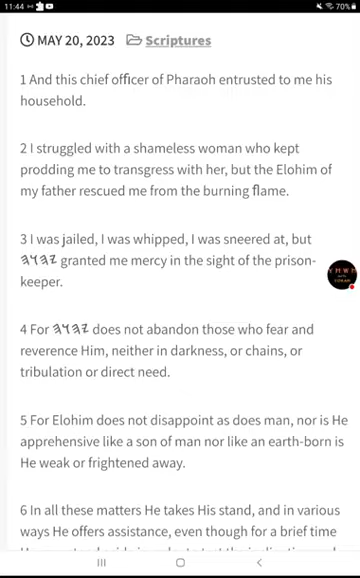 11:44
70%
MAY 20, 2023 Scriptures
1 And this chief officer of Pharaoh entrusted to me his
household.
2 I struggled with a shameless woman who kept
prodding me to transgress with her, but the Elohim of
my father rescued me from the burning flame.
3 I was jailed, I was whipped, I was sneered at, but
𐤄𐤅𐤄𐤉 granted me mercy in the sight of the prison-
keeper.
4 For 𐤄𐤅𐤄𐤉 does not abandon those who fear and
reverence Him, neither in darkness, or chains, or
tribulation or direct need.
5 For Elohim does not disappoint as does man, nor is He
apprehensive like a son of man nor like an earth-born is
He weak or frightened away.
6 In all these matters He takes His stand, and in various
ways He offers assistance, even though for a brief time